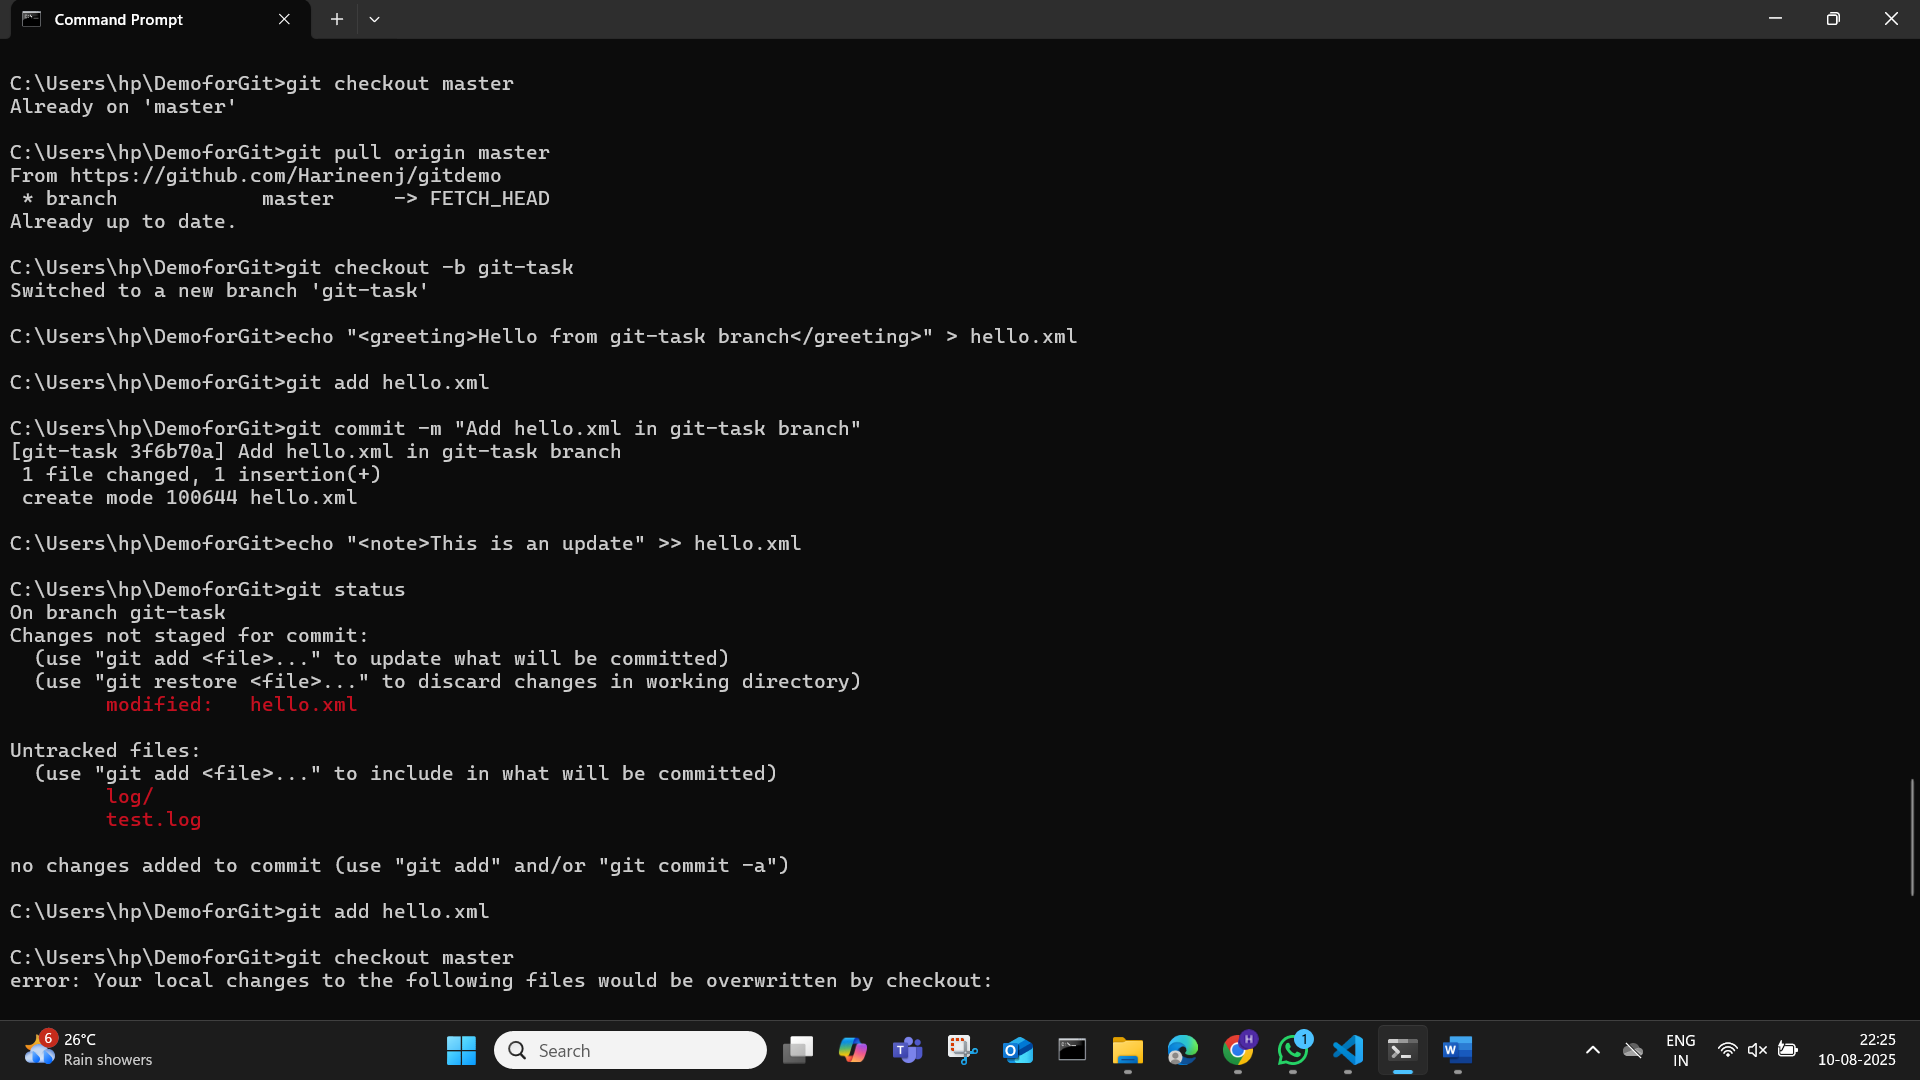 Command Prompt
C:\Users\hp\DemoforGit>git checkout master
Already on 'master'
C:\Users\hp\DemoforGit>git pull origin master
From https://github.com/Harineenj/gitdemo
 * branch            master     -> FETCH_HEAD
Already up to date.
C:\Users\hp\DemoforGit>git checkout -b git-task
Switched to a new branch 'git-task'
C:\Users\hp\DemoforGit>echo "<greeting>Hello from git-task branch</greeting>" > hello.xml
C:\Users\hp\DemoforGit>git add hello.xml
C:\Users\hp\DemoforGit>git commit -m "Add hello.xml in git-task branch"
[git-task 3f6b70a] Add hello.xml in git-task branch
 1 file changed, 1 insertion(+)
 create mode 100644 hello.xml
C:\Users\hp\DemoforGit>echo "<note>This is an update" >> hello.xml
C:\Users\hp\DemoforGit>git status
On branch git-task
Changes not staged for commit:
  (use "git add <file>..." to update what will be committed)
  (use "git restore <file>..." to discard changes in working directory)
        modified:   hello.xml
Untracked files:
  (use "git add <file>..." to include in what will be committed)
        log/
        test.log
no changes added to commit (use "git add" and/or "git commit -a")
C:\Users\hp\DemoforGit>git add hello.xml
C:\Users\hp\DemoforGit>git checkout master
error: Your local changes to the following files would be overwritten by checkout:
6
26°C
Rain showers
Search
H
1
ENG
IN
22:25
10-08-2025